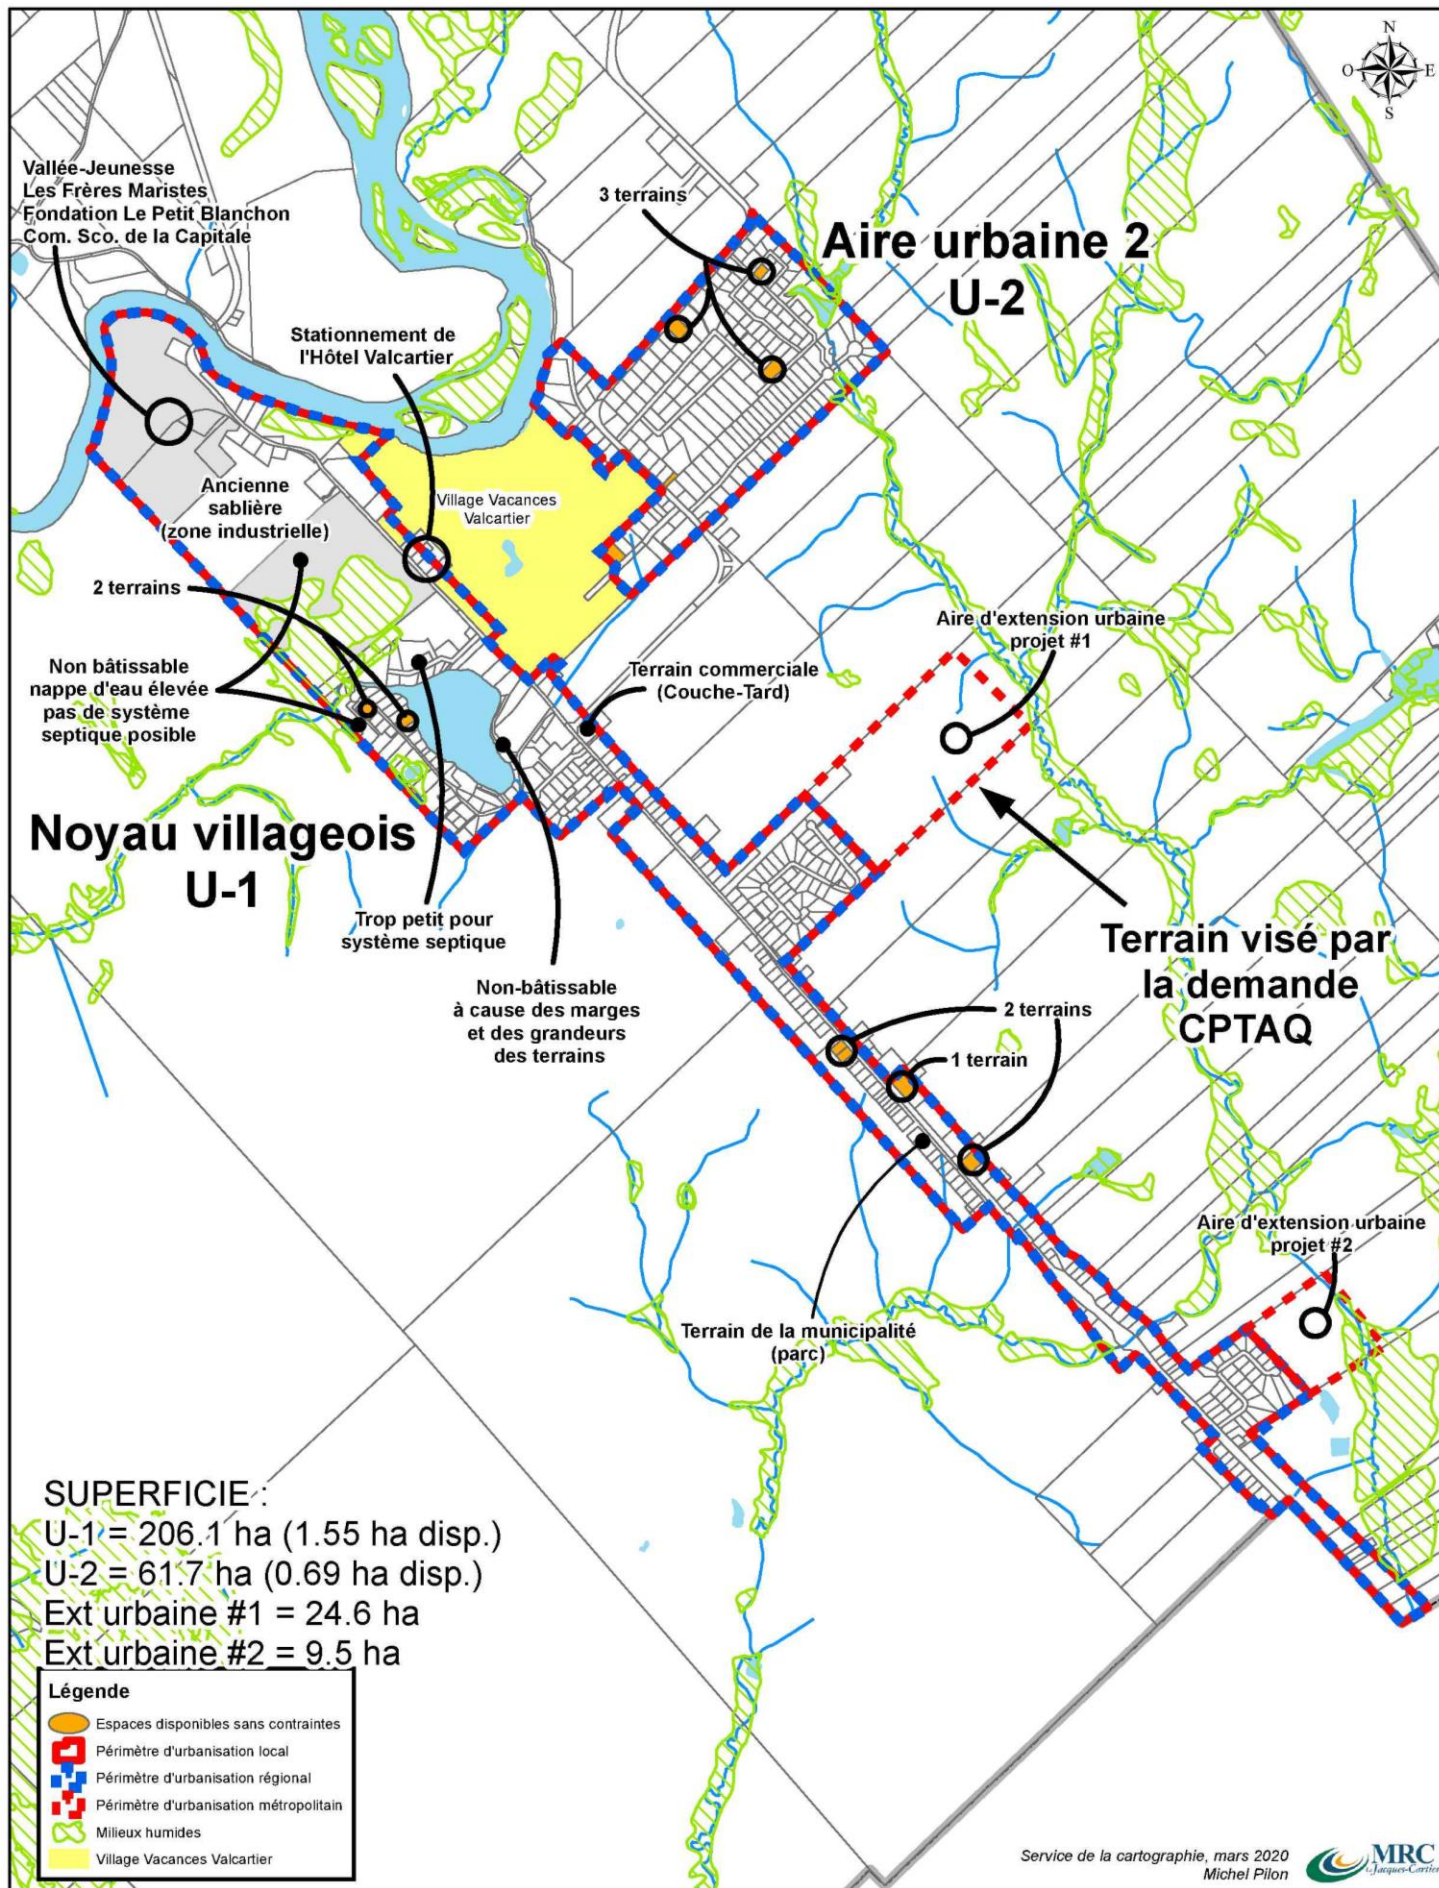 N
O
E
S
Vallée-Jeunesse
Les Frères Maristes
Fondation Le Petit Blanchon
Com. Sco. de la Capitale
3 terrains
Aire urbaine 2
U-2
Stationnement de
l'Hôtel Valcartier
Ancienne
sablière
(zone industrielle)
Village Vacances
Valcartier
2 terrains
Aire d'extension urbaine
projet #1
Non bâtissable
nappe d'eau élevée
pas de système
septique posible
Terrain commerciale
(Couche-Tard)
Noyau villageois
U-1
Trop petit pour
système septique
Non-bâtissable
à cause des marges
et des grandeurs
des terrains
Terrain visé par
la demande
CPTAQ
2 terrains
1 terrain
Aire d'extension urbaine
projet #2
Terrain de la municipalité
(parc)
SUPERFICIE :
U-1 = 206.1 ha (1.55 ha disp.)
U-2 = 61.7 ha (0.69 ha disp.)
Ext urbaine #1 = 24.6 ha
Ext urbaine #2 = 9.5 ha
Légende
Espaces disponibles sans contraintes
Périmètre d'urbanisation local
Périmètre d'urbanisation régional
Périmètre d'urbanisation métropolitain
Milieux humides
Village Vacances Valcartier
Service de la cartographie, mars 2020
Michel Pilon
MRC
La Jacques-Cartier